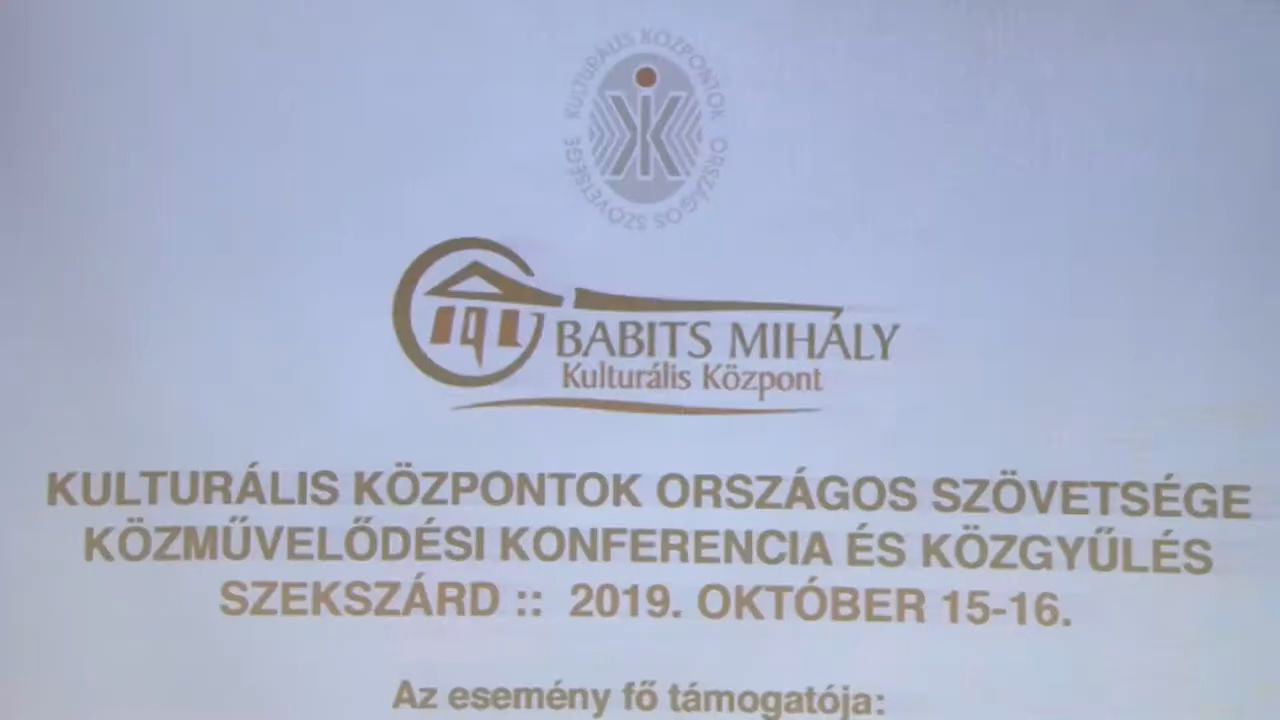 KULTURÁLIS KÖZPONTOK ORSZÁGOS SZÖVETSÉGE
BABITS MIHÁLY
Kulturális Központ
KULTURÁLIS KÖZPONTOK ORSZÁGOS SZÖVETSÉGE
KÖZMŰVELŐDÉSI KONFERENCIA ÉS KÖZGYŰLÉS
SZEKSZÁRD :: 2019. OKTÓBER 15-16.
Az esemény fő támogatója: